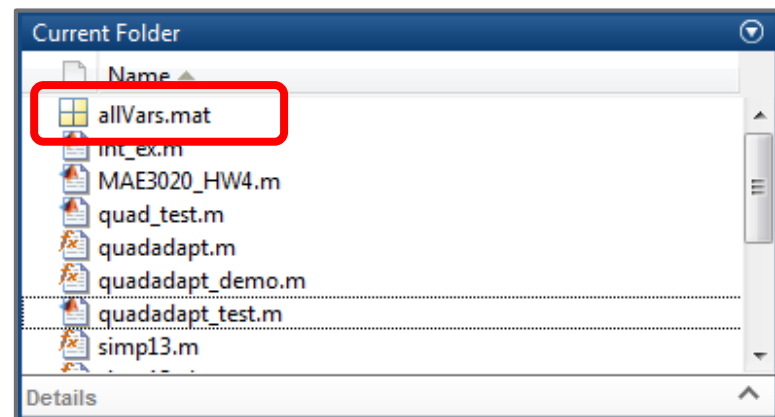 Current Folder
Name
allVars.mat
int_ex.m
MAE3020_HW4.m
quad_test.m
quadadapt.m
quadadapt_demo.m
quadadapt_test.m
simp13.m
Details